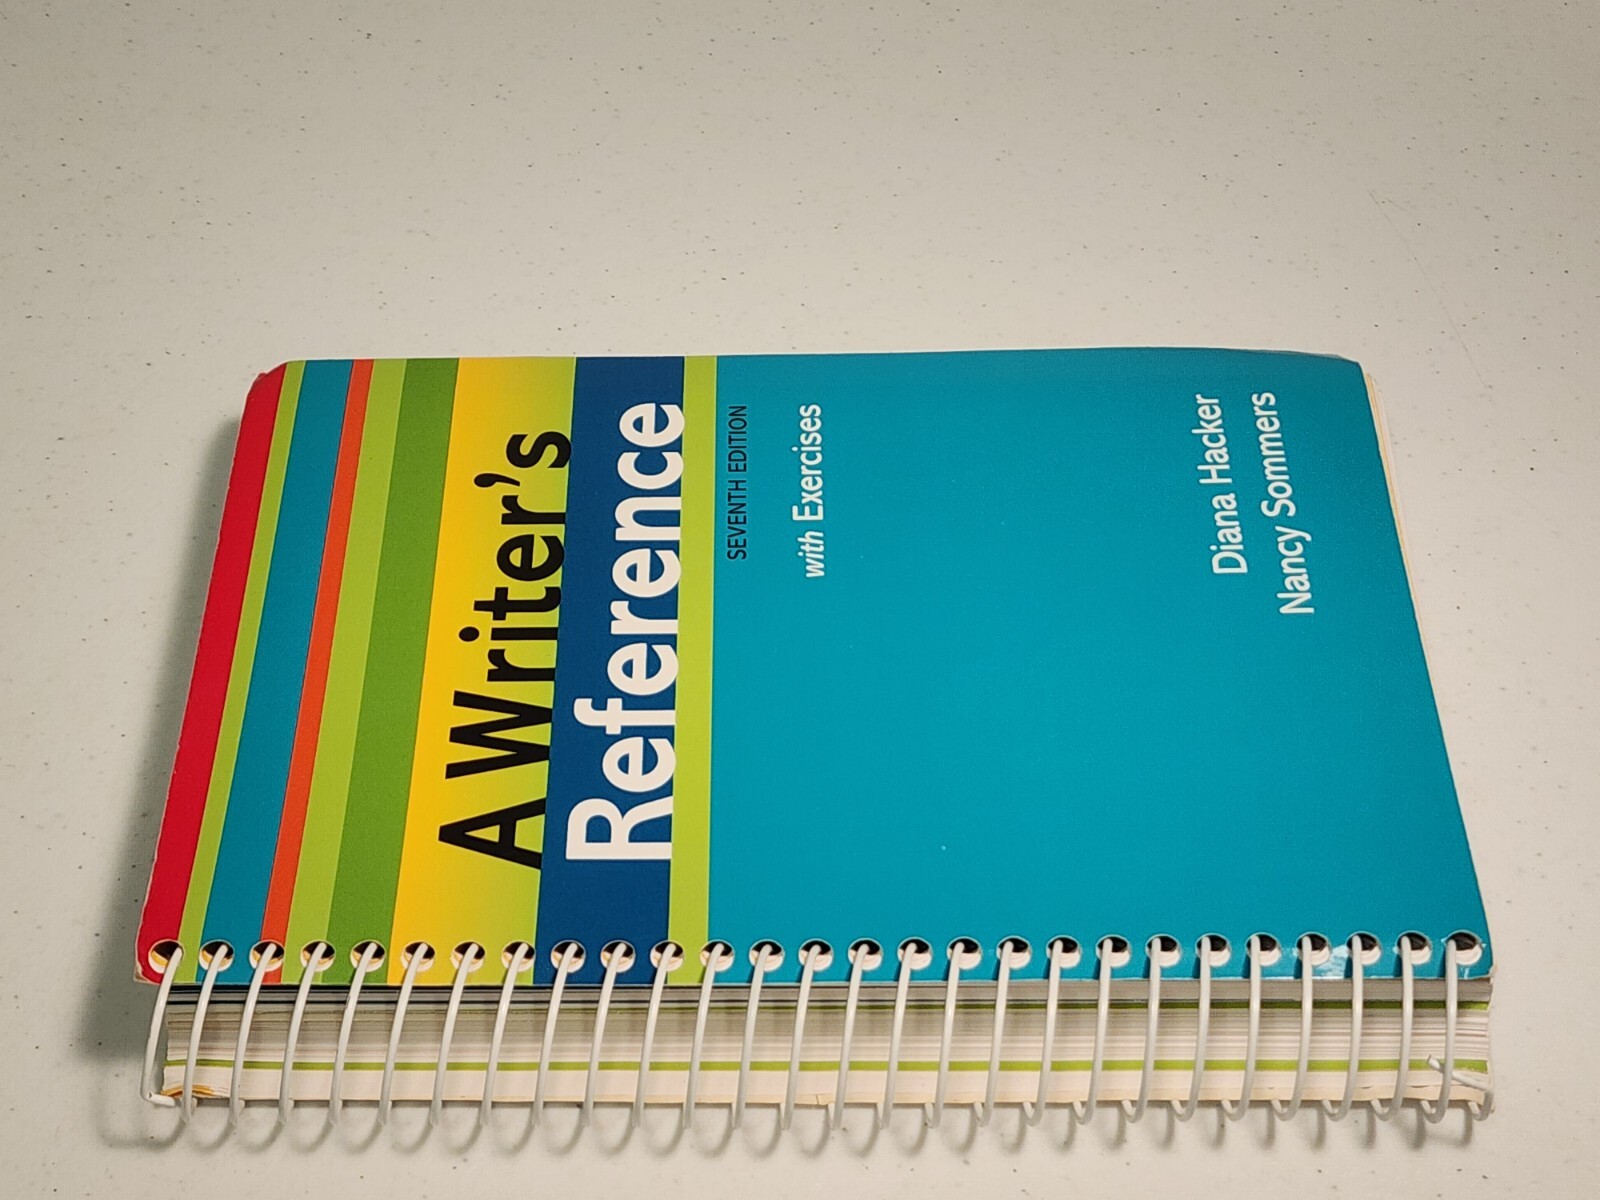 A Writer's
Reference
SEVENTH EDITION
with Exercises
Diana Hacker
Nancy Sommers